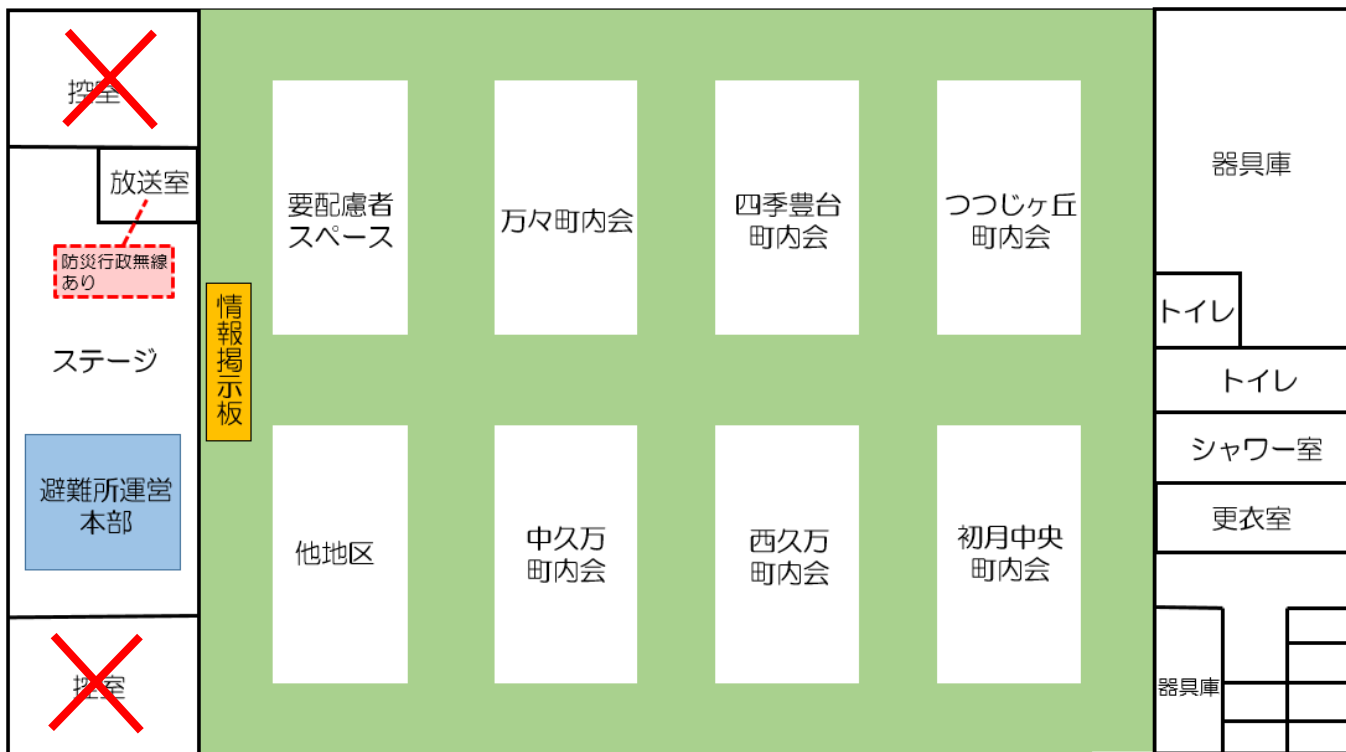 控室
放送室
防災行政無線
あり
ステージ
避難所運営
本部
控室
情報掲示板
要配慮者
スペース
万々町内会
四季豊台
町内会
つつじヶ丘
町内会
他地区
中久万
町内会
西久万
町内会
初月中央
町内会
器具庫
トイレ
トイレ
シャワー室
更衣室
器具庫